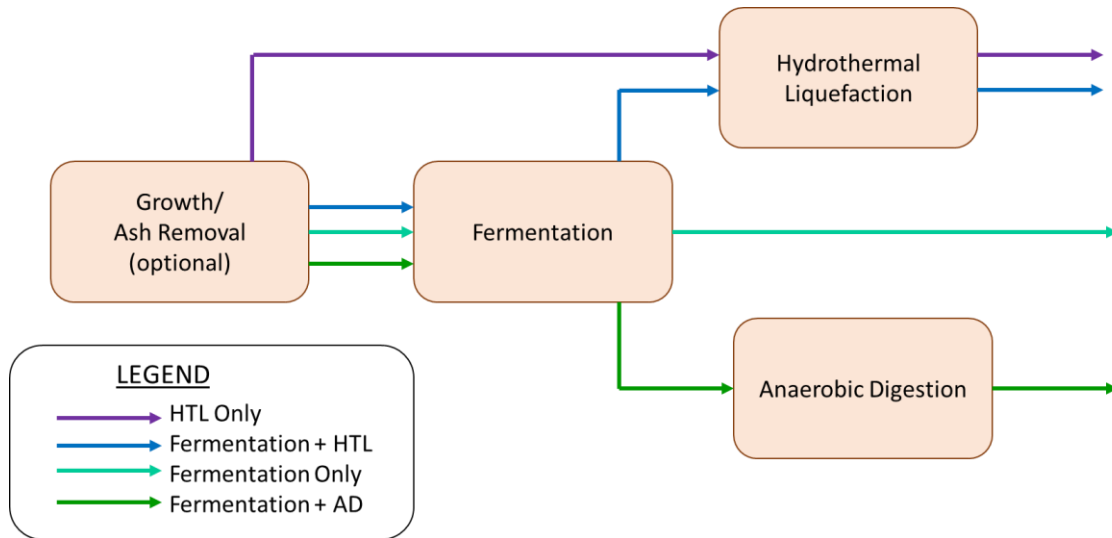 Hydrothermal
Liquefaction
Growth/
Ash Removal
(optional)
Fermentation
Anaerobic Digestion
LEGEND
HTL Only
Fermentation + HTL
Fermentation Only
Fermentation + AD